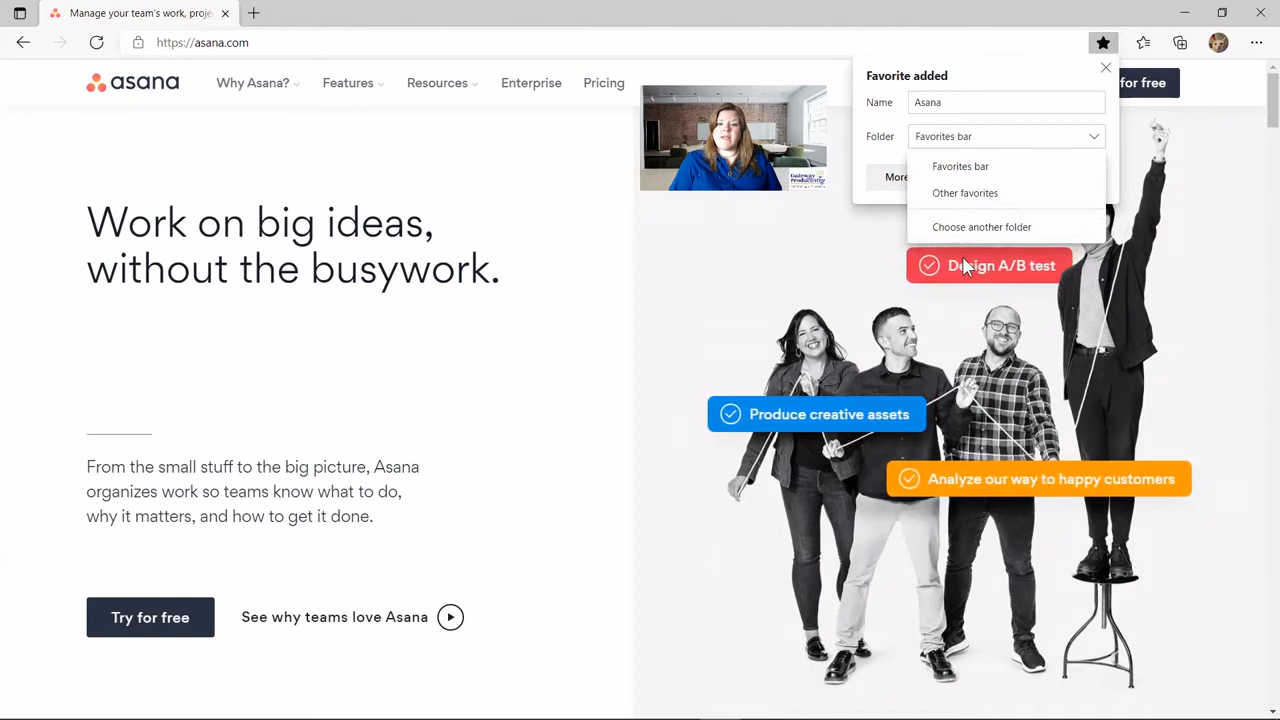 Manage your team's work, proje
https://asana.com
asana
Why Asana?
Features
Resources
Enterprise
Pricing
for free
Favorite added
Name
Asana
Folder
Favorites bar
More
Favorites bar
Other favorites
Choose another folder
Gateway
Productivity
Work on big ideas,
without the busywork.
Design A/B test
Produce creative assets
Analyze our way to happy customers
From the small stuff to the big picture, Asana
organizes work so teams know what to do,
why it matters, and how to get it done.
Try for free
See why teams love Asana